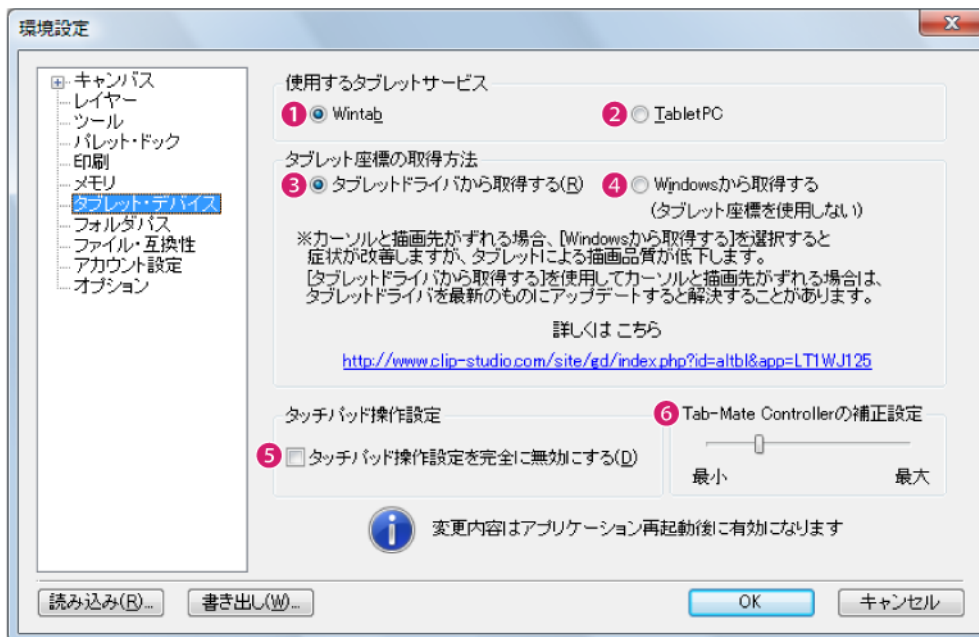 環境設定
キャンバス
レイヤー
ツール
パレット・ドック
印刷
メモリ
タブレット・デバイス
フォルダパス
ファイル・互換性
アカウント設定
オプション
使用するタブレットサービス
1 Wintab 2 TabletPC
タブレット座標の取得方法
3 タブレットドライバから取得する(R) 4 Windowsから取得する
(タブレット座標を使用しない)
※カーソルと描画先がずれる場合、[Windowsから取得する]を選択すると
症状が改善しますが、タブレットによる描画品質が低下します。
[タブレットドライバから取得する]を使用してカーソルと描画先がずれる場合は、
タブレットドライバを最新のものにアップデートすると解決することがあります。
詳しくは こちら
http://www.clip-studio.com/site/gd/index.php?id=altbl&app=LT1WJ125
タッチパッド操作設定
5 タッチパッド操作設定を完全に無効にする(D)
6 Tab-Mate Controllerの補正設定
最小 最大
変更内容はアプリケーション再起動後に有効になります
読み込み(R)... 書き出し(W)... OK キャンセル